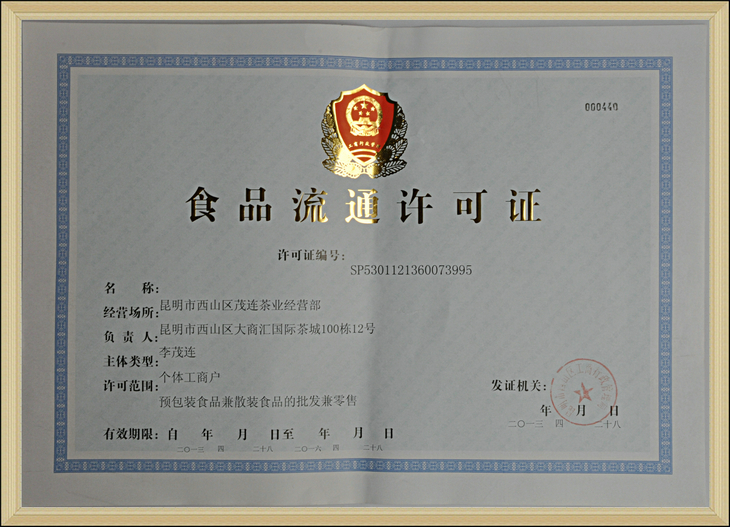 000440
食品流通许可证
许可证编号：
SP5301121360073995
名 称：
昆明市西山区茂连茶业经营部
经营场所：
昆明市西山区大商汇国际茶城100栋12号
负 责 人：
李茂连
主体类型：
个体工商户
许可范围：
预包装食品兼散装食品的批发兼零售
发证机关：
年 月 日
二〇一三 四 二十八
有效期限：自 年 月 日至 年 月 日
二〇一三 四 二十八 二〇一六 四 二十八